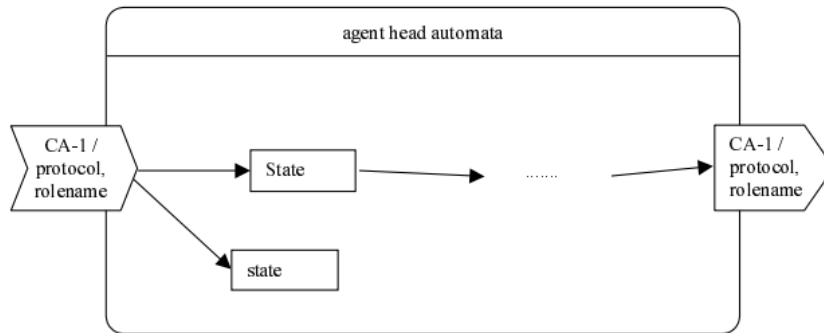 agent head automata
CA-1 /
protocol,
rolename
State
.......
CA-1 /
protocol,
rolename
state